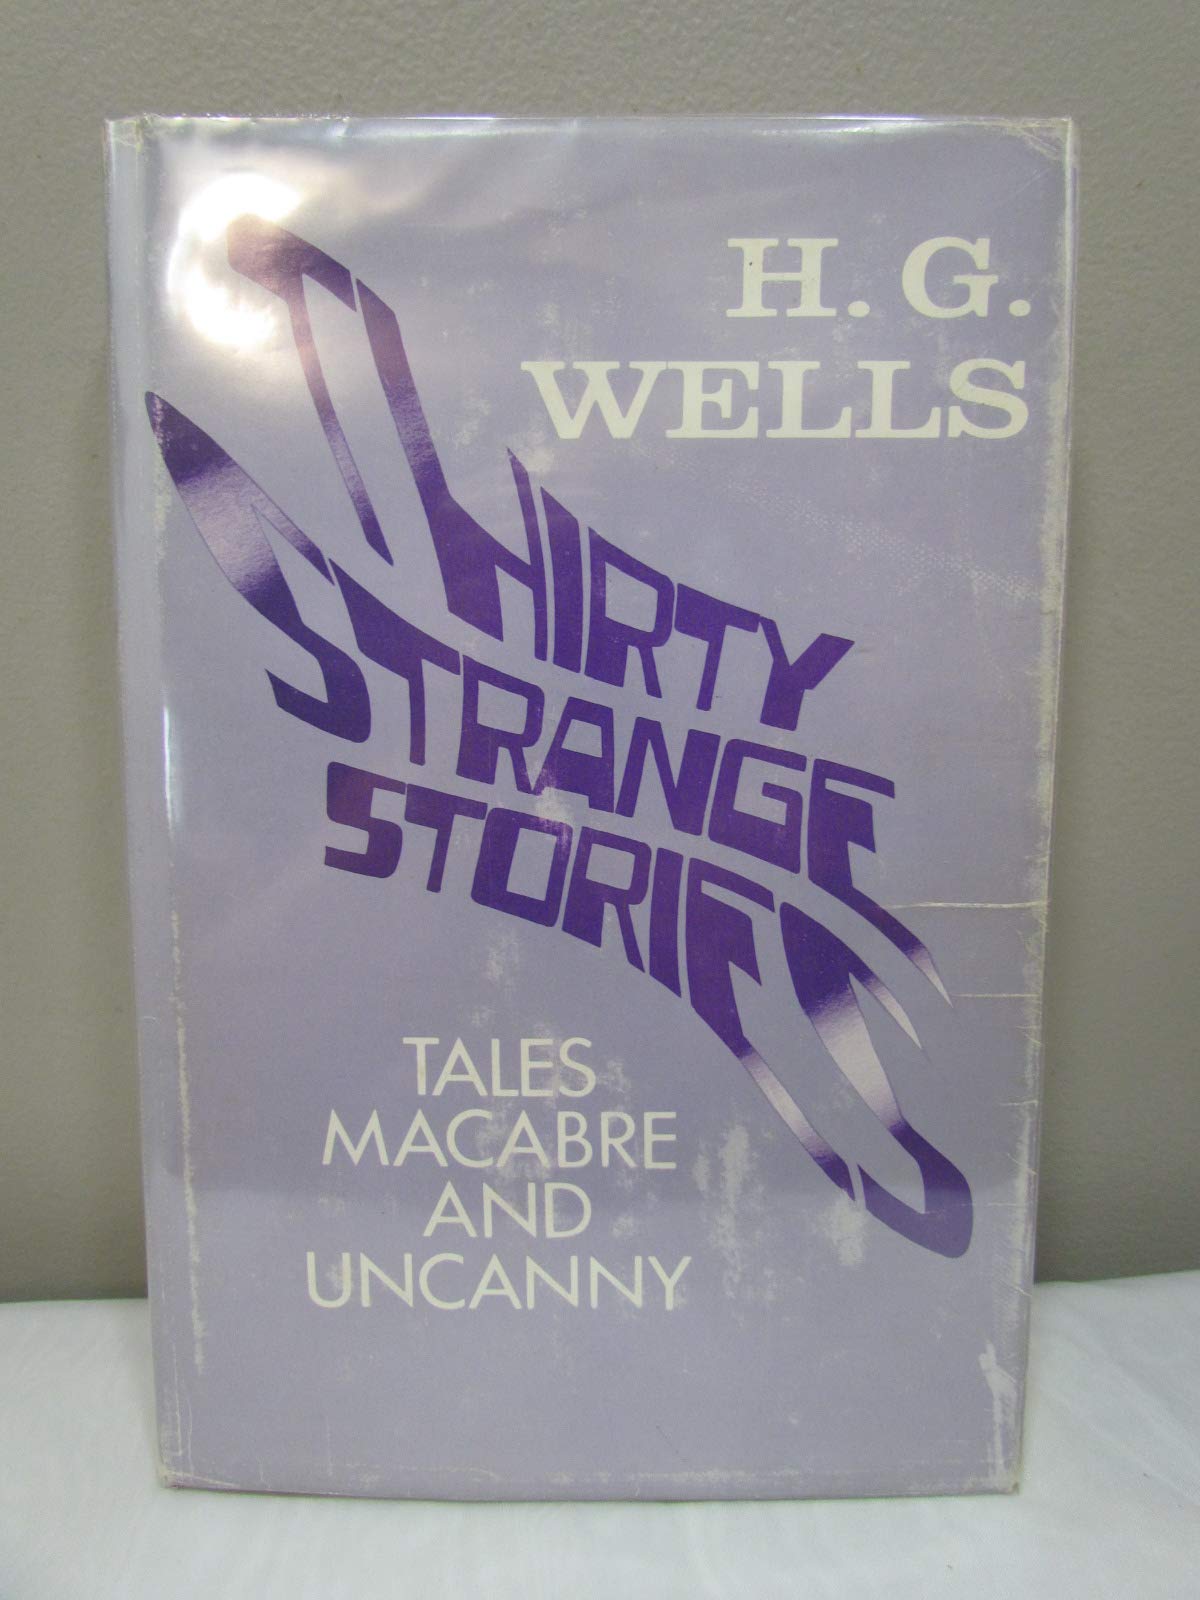 H. G.
WELLS
THIRTY
STRANGE
STORIES
TALES
MACABRE
AND
UNCANNY